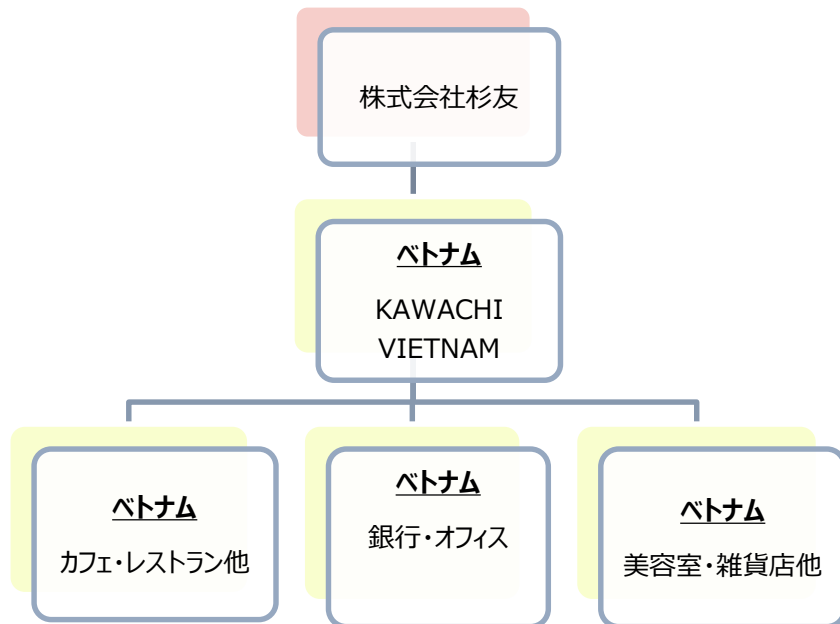 株式会社杉友
ベトナム
KAWACHI
VIETNAM
ベトナム
カフェ・レストラン他
ベトナム
銀行・オフィス
ベトナム
美容室・雑貨店他